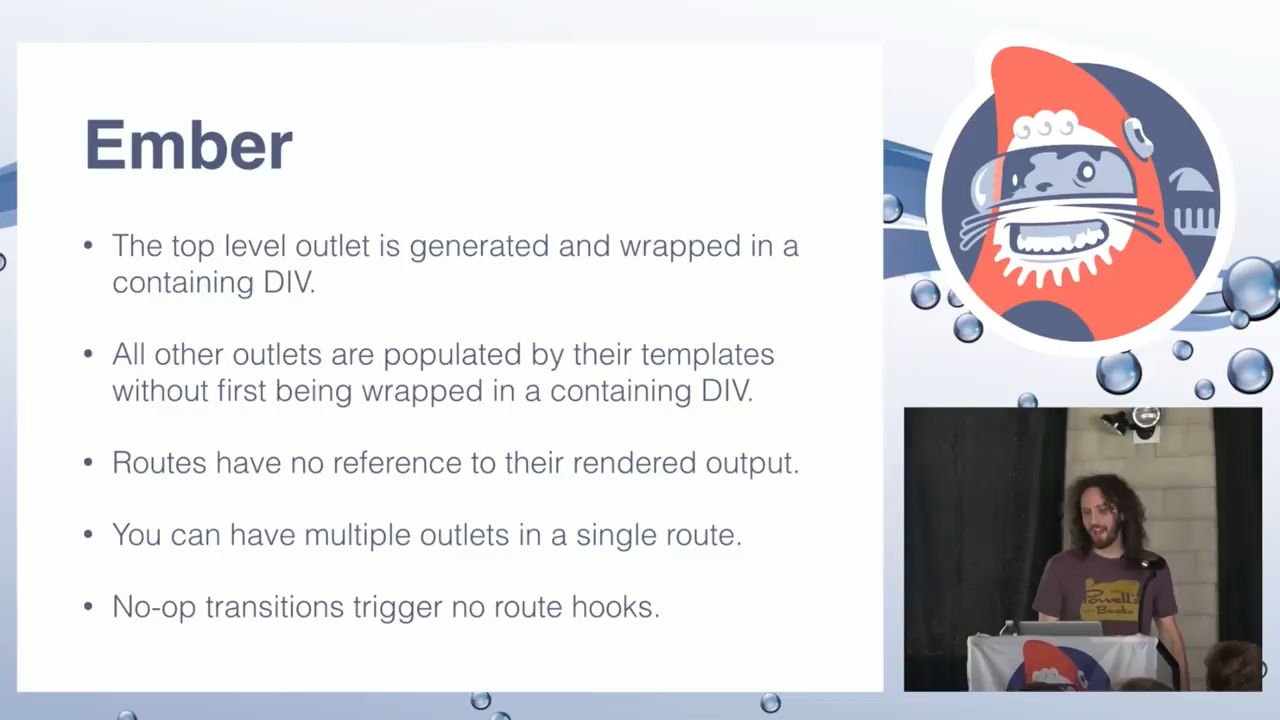 Ember
• The top level outlet is generated and wrapped in a
containing DIV.
• All other outlets are populated by their templates
without first being wrapped in a containing DIV.
• Routes have no reference to their rendered output.
• You can have multiple outlets in a single route.
• No-op transitions trigger no route hooks.
Powell's
Books